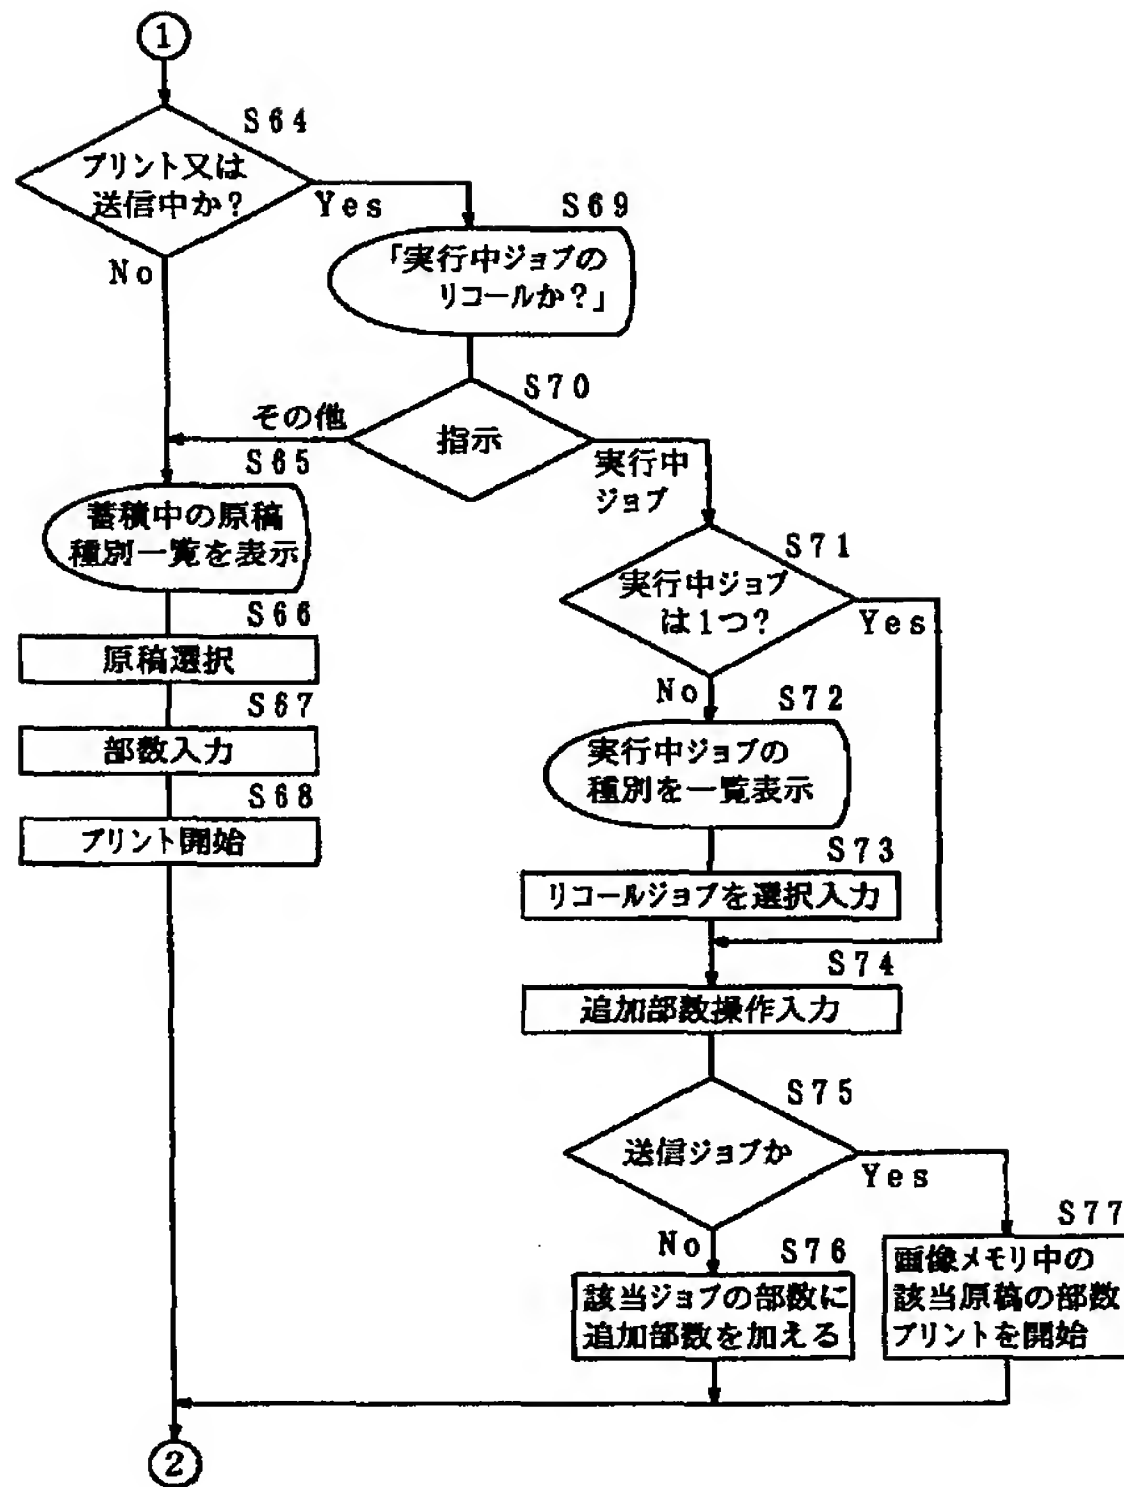 1
S64
プリント又は
送信中か?
Yes
No
S69
「実行中ジョブの
リコールか?」
S70
指示
その他
実行中
ジョブ
S65
蓄積中の原稿
種別一覧を表示
S66
原稿選択
S67
部数入力
S68
プリント開始
S71
実行中ジョブ
は1つ?
Yes
No
S72
実行中ジョブの
種別を一覧表示
S73
リコールジョブを選択入力
S74
追加部数操作入力
S75
送信ジョブか
Yes
No
S76
該当ジョブの部数に
追加部数を加える
S77
画像メモリ中の
該当原稿の部数
プリントを開始
2